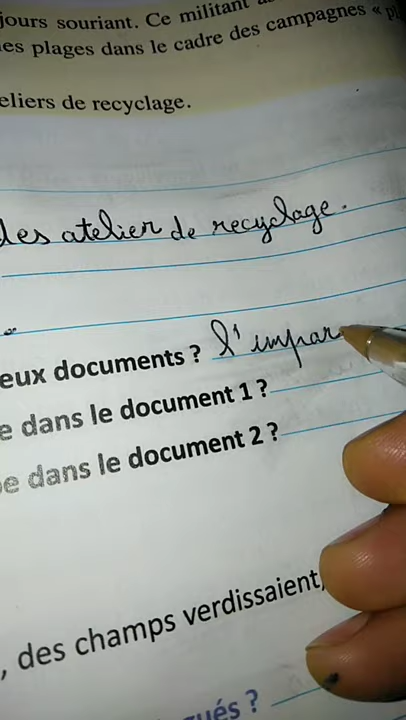 jours souriant. Ce militant
es plages dans le cadre des campagnes «
eliers de recyclage.
des atelier de recyclage.
eux documents ? l'impar
e dans le document 1 ?
e dans le document 2 ?
, des champs verdissaient,
ués ?